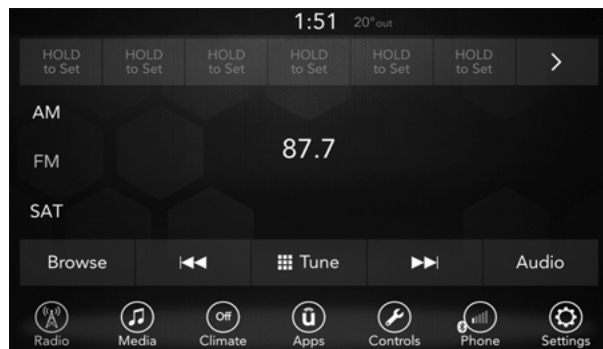 1:51 20° out
HOLD to Set HOLD to Set HOLD to Set HOLD to Set HOLD to Set HOLD to Set
AM
87.7
FM
SAT
Browse Tune Audio
Off ū
Radio Media Climate Apps Controls Phone Settings